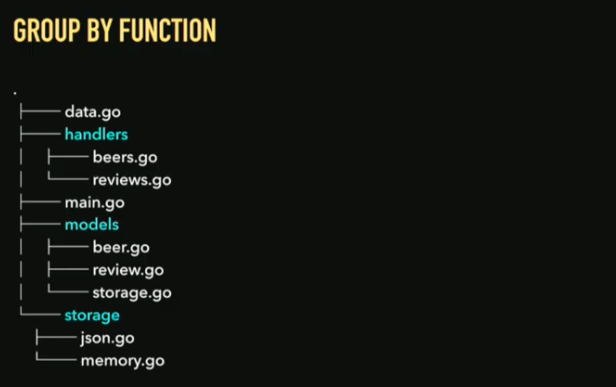 GROUP BY FUNCTION
.
├── data.go
├── handlers
│   ├── beers.go
│   └── reviews.go
├── main.go
├── models
│   ├── beer.go
│   ├── review.go
│   └── storage.go
└── storage
    ├── json.go
    └── memory.go